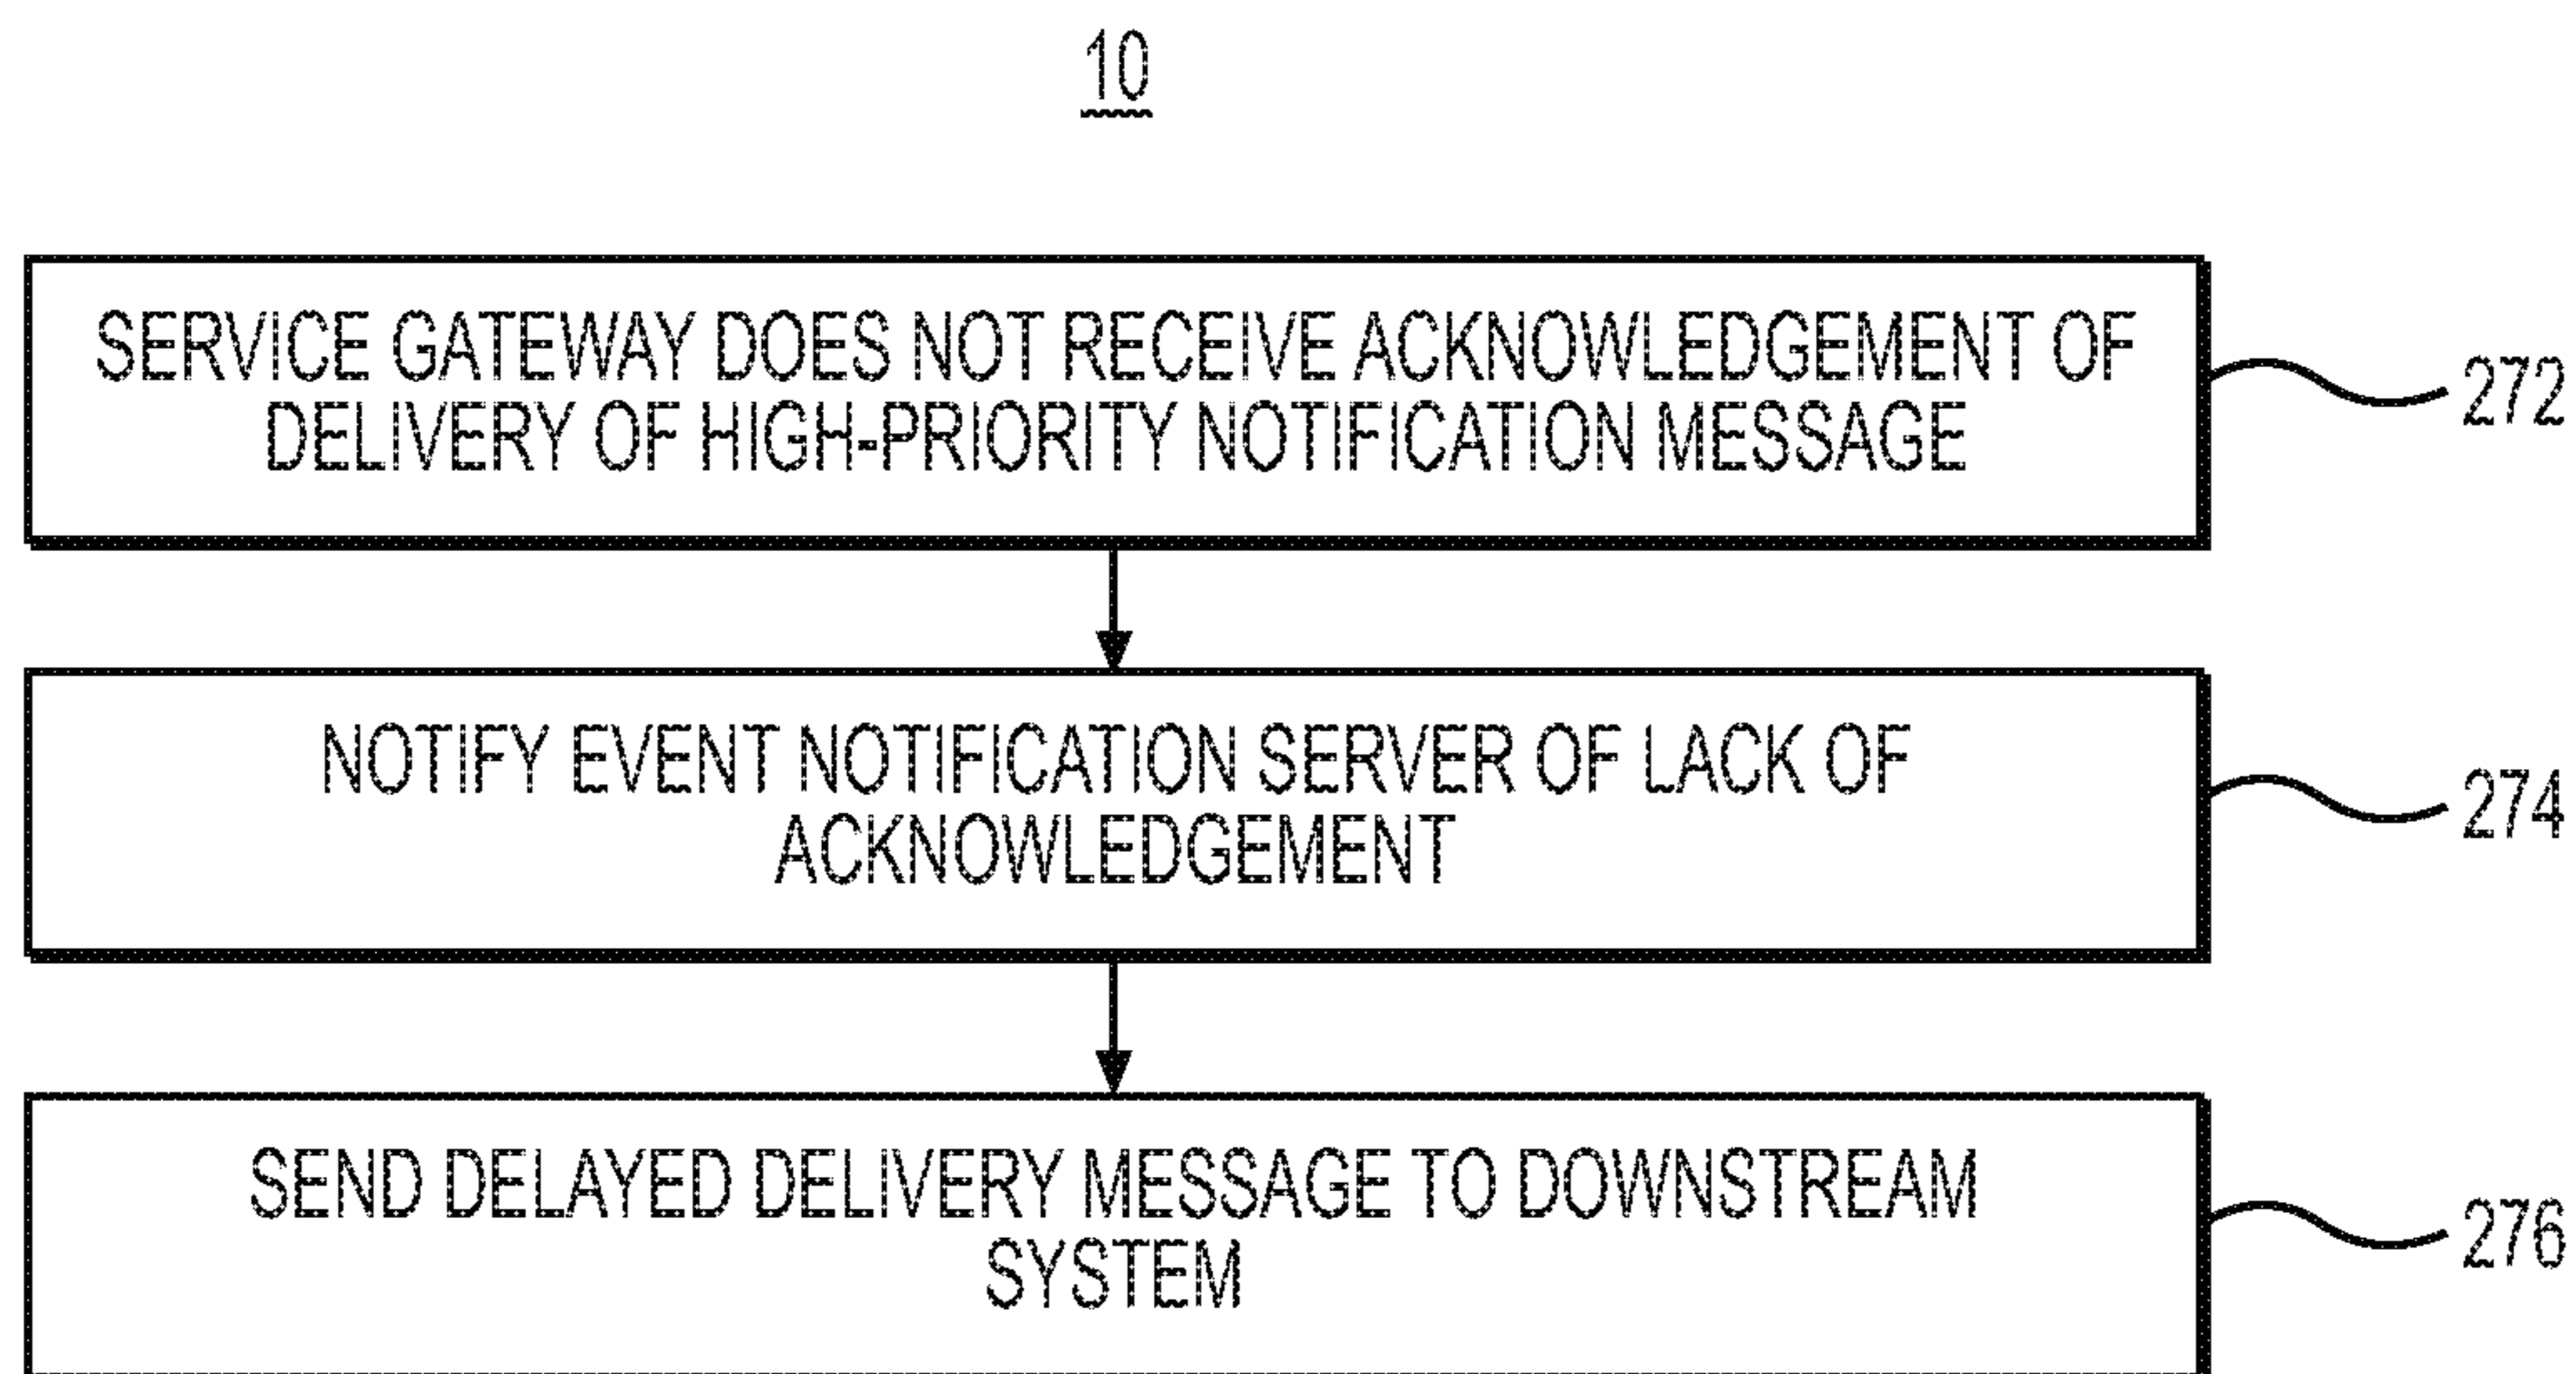 10
SERVICE GATEWAY DOES NOT RECEIVE ACKNOWLEDGEMENT OF
DELIVERY OF HIGH-PRIORITY NOTIFICATION MESSAGE
272
NOTIFY EVENT NOTIFICATION SERVER OF LACK OF
ACKNOWLEDGEMENT
274
SEND DELAYED DELIVERY MESSAGE TO DOWNSTREAM
SYSTEM
276